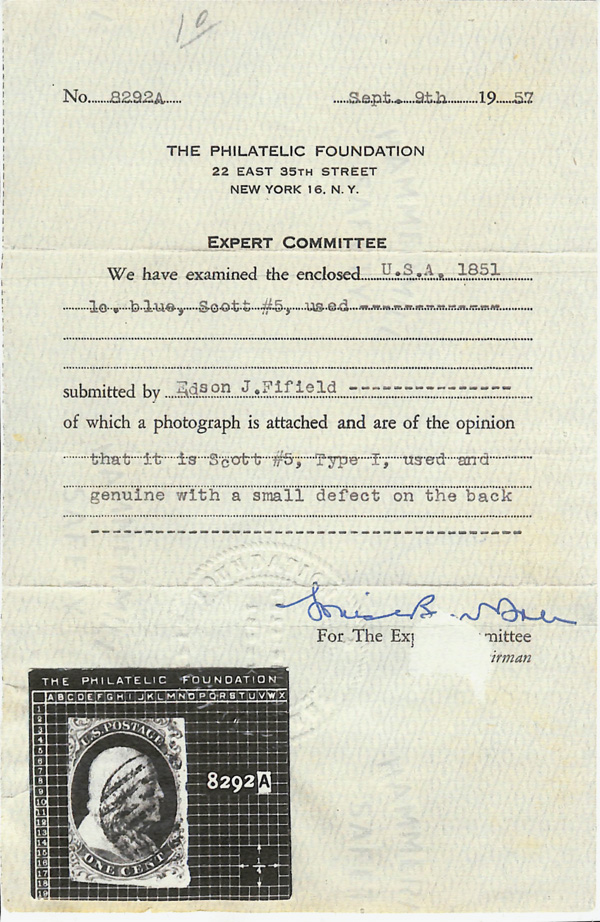 10
No. 8292A Sept. 9th 19 57
THE PHILATELIC FOUNDATION
22 EAST 35TH STREET
NEW YORK 16, N. Y.
EXPERT COMMITTEE
We have examined the enclosed U.S.A. 1851
1c. blue, Scott #5, used -------------
submitted by Edson J.Fifield ---------------
of which a photograph is attached and are of the opinion
that it is Scott #5, Type I, used and
genuine with a small defect on the back
----------------------------------------
FOUNDATION
For The Exp mmittee
irman
THE PHILATELIC FOUNDATION
ABCDEFGHIJKLMNOPQRSTUVWX
1
2
3
4
5
6
7
8
9
10
11
12
13
14
15
16
17
18
19
U.S. POSTAGE
ONE CENT
8292A